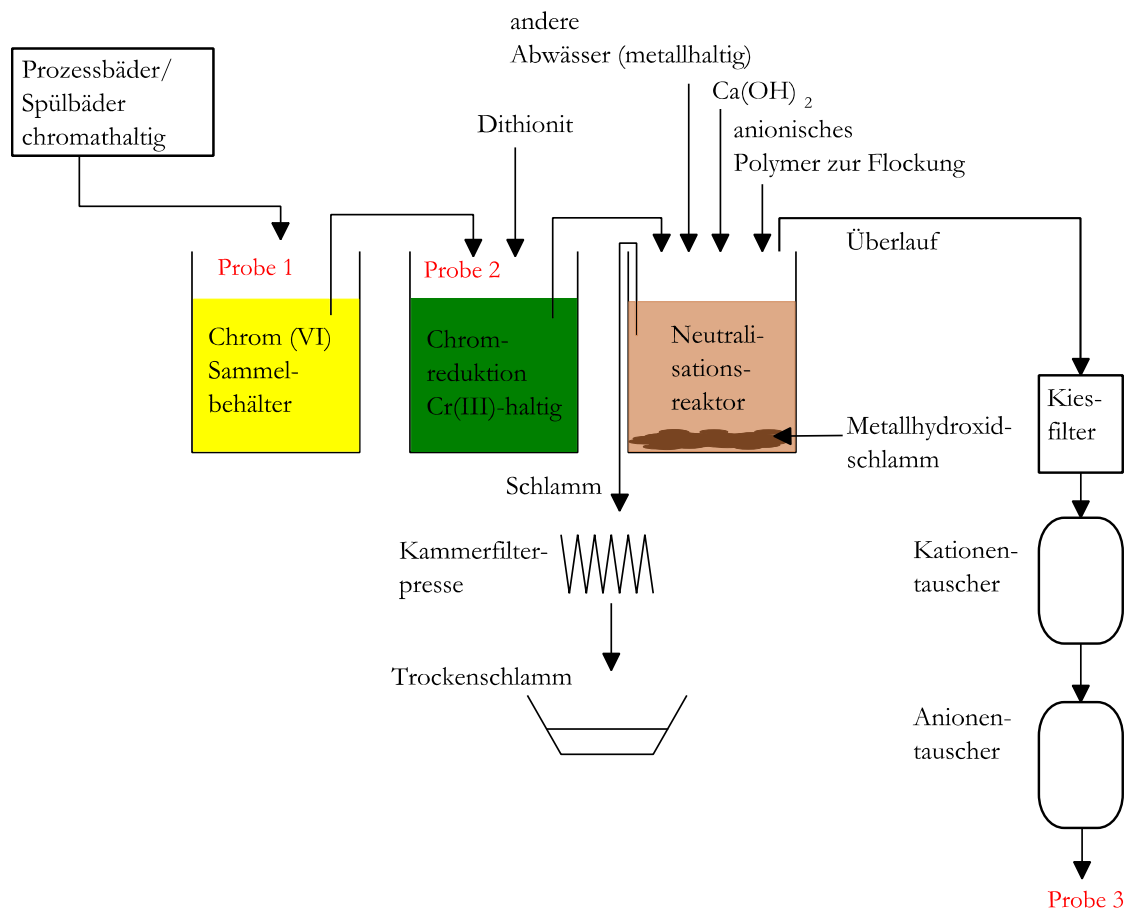 andere
Abwässer (metallhaltig)
Prozessbäder/
Spülbäder
chromathaltig
Ca(OH) 2
Dithionit
anionisches
Polymer zur Flockung
Überlauf
Probe 1
Probe 2
Chrom (VI)
Sammel-
behälter
Chrom-
reduktion
Cr(III)-haltig
Neutrali-
sations-
reaktor
Kies-
filter
Metallhydroxid-
schlamm
Schlamm
Kammerfilter-
presse
Kationen-
tauscher
Trockenschlamm
Anionen-
tauscher
Probe 3